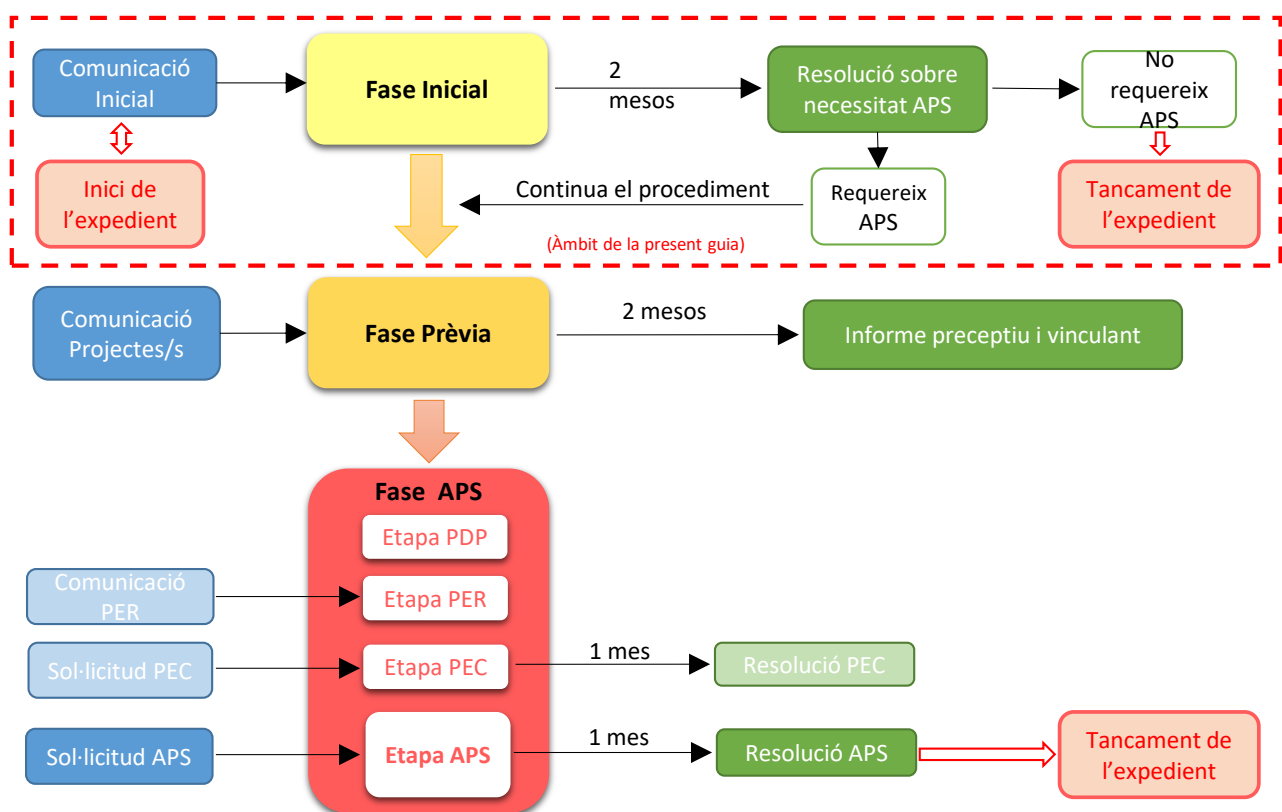 Comunicació
Inicial
Fase Inicial
2
mesos
Resolució sobre
necessitat APS
No
requereix
APS
Inici de
l’expedient
Continua el procediment
Requereix
APS
Tancament de
l’expedient
(Àmbit de la present guia)
Comunicació
Projectes/s
Fase Prèvia
2 mesos
Informe preceptiu i vinculant
Fase APS
Etapa PDP
Comunicació
PER
Etapa PER
Sol·licitud PEC
Etapa PEC
1 mes
Resolució PEC
Sol·licitud APS
Etapa APS
1 mes
Resolució APS
Tancament de
l’expedient